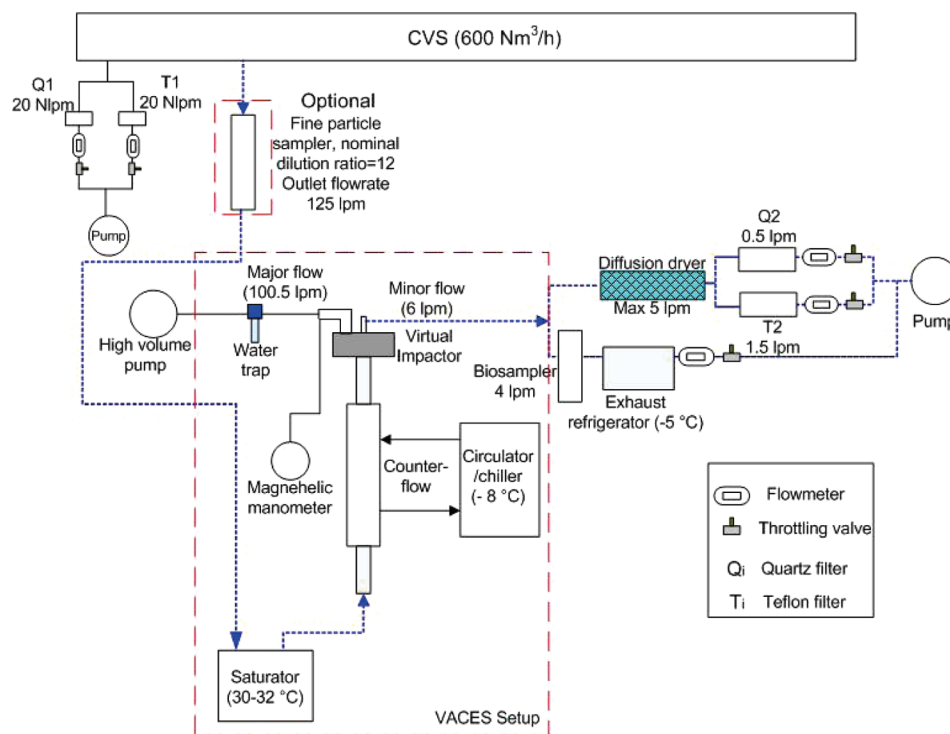 CVS (600 Nm³/h)
Q1
20 Nlpm
T1
20 Nlpm
Pump
Optional
Fine particle
sampler, nominal
dilution ratio=12
Outlet flowrate
125 lpm
Major flow
(100.5 lpm)
High volume
pump
Water
trap
Minor flow
(6 lpm)
Virtual
Impactor
Magnehelic
manometer
Counter-
flow
Circulator
/chiller
(- 8 °C)
Saturator
(30-32 °C)
VACES Setup
Diffusion dryer
Max 5 lpm
Q2
0.5 lpm
T2
1.5 lpm
Pump
Biosampler
4 lpm
Exhaust
refrigerator (-5 °C)
Flowmeter
Throttling valve
Qi Quartz filter
Ti Teflon filter